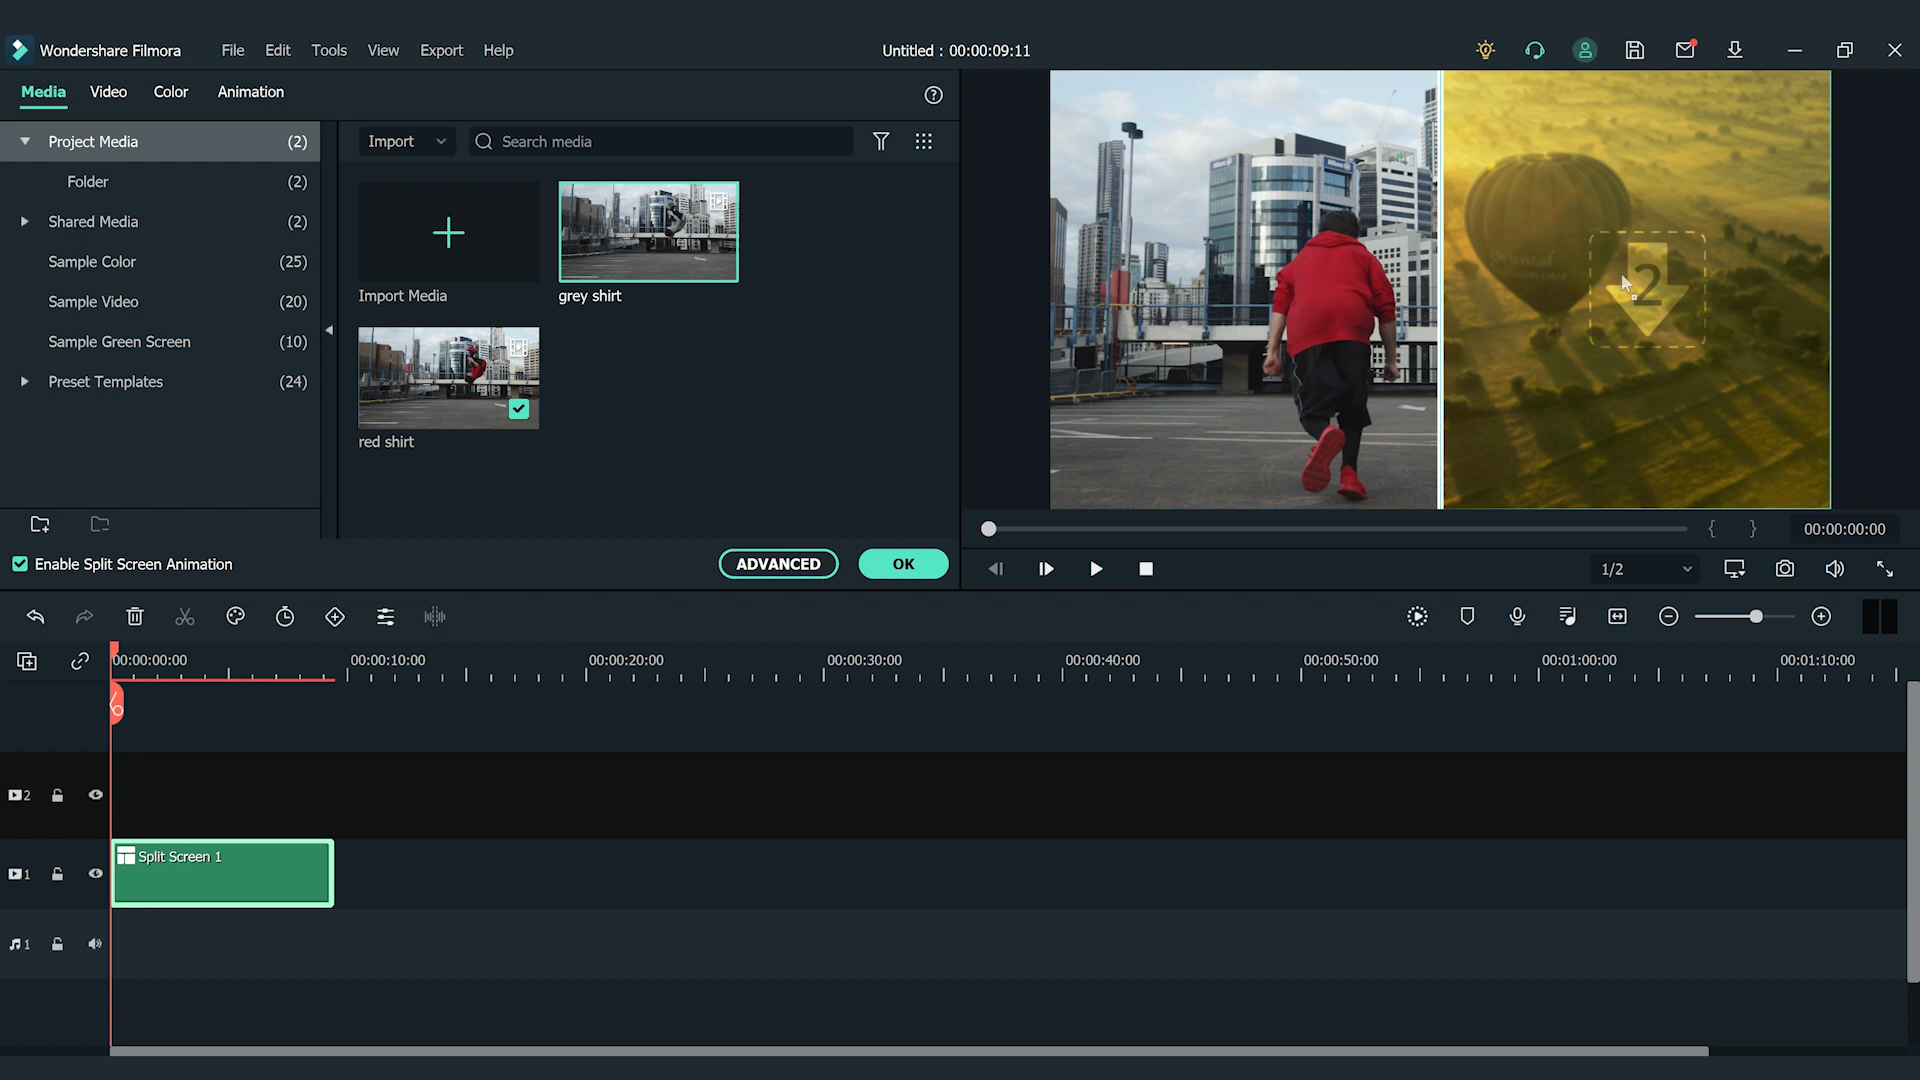 Wondershare Filmora
File Edit Tools View Export Help
Untitled : 00:00:09:11
Media Video Color Animation
Project Media (2)
Folder (2)
Shared Media (2)
Sample Color (25)
Sample Video (20)
Sample Green Screen (10)
Preset Templates (24)
Import
Search media
Import Media
grey shirt
red shirt
Enable Split Screen Animation
ADVANCED
OK
2
{ } 00:00:00:00
1/2
00:00:00:00 00:00:10:00 00:00:20:00 00:00:30:00 00:00:40:00 00:00:50:00 00:01:00:00 00:01:10:00
2
1
Split Screen 1
1